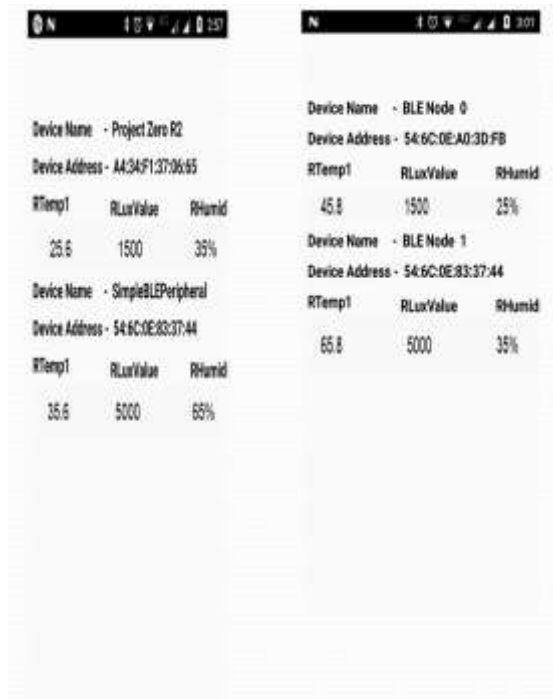 N 2:57
Device Name - Project Zero R2
Device Address - A4:34:F1:37:06:65
RTemp1 RLuxValue RHumid
25.6 1500 35%
Device Name - SimpleBLEPeripheral
Device Address - 54:6C:0E:83:37:44
RTemp1 RLuxValue RHumid
35.6 5000 65%
N 3:01
Device Name - BLE Node 0
Device Address - 54:6C:0E:A0:3D:FB
RTemp1 RLuxValue RHumid
45.8 1500 25%
Device Name - BLE Node 1
Device Address - 54:6C:0E:83:37:44
RTemp1 RLuxValue RHumid
65.8 5000 35%